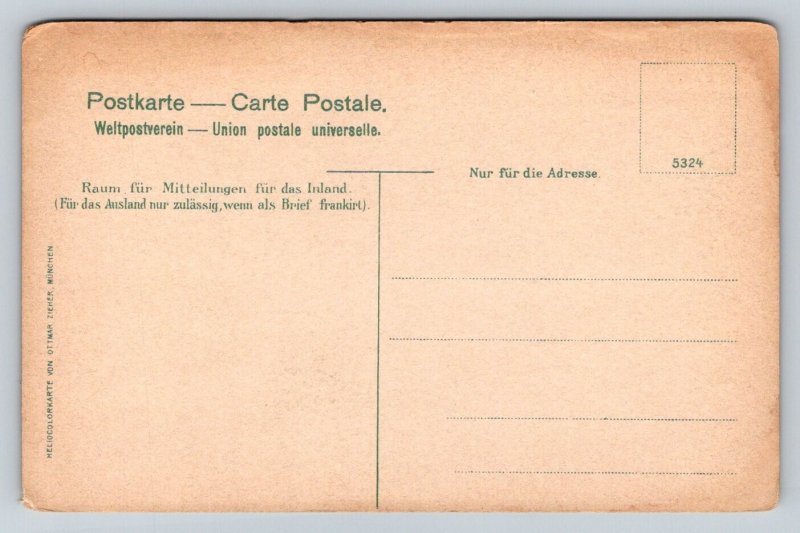 Postkarte — Carte Postale.
Weltpostverein — Union postale universelle.
5324
Nur für die Adresse.
Raum für Mitteilungen für das Inland.
(Für das Ausland nur zulässig, wenn als Brief frankirt).
HELIOCOLORKARTE VON OTTMAR ZIEHER, MÜNCHEN